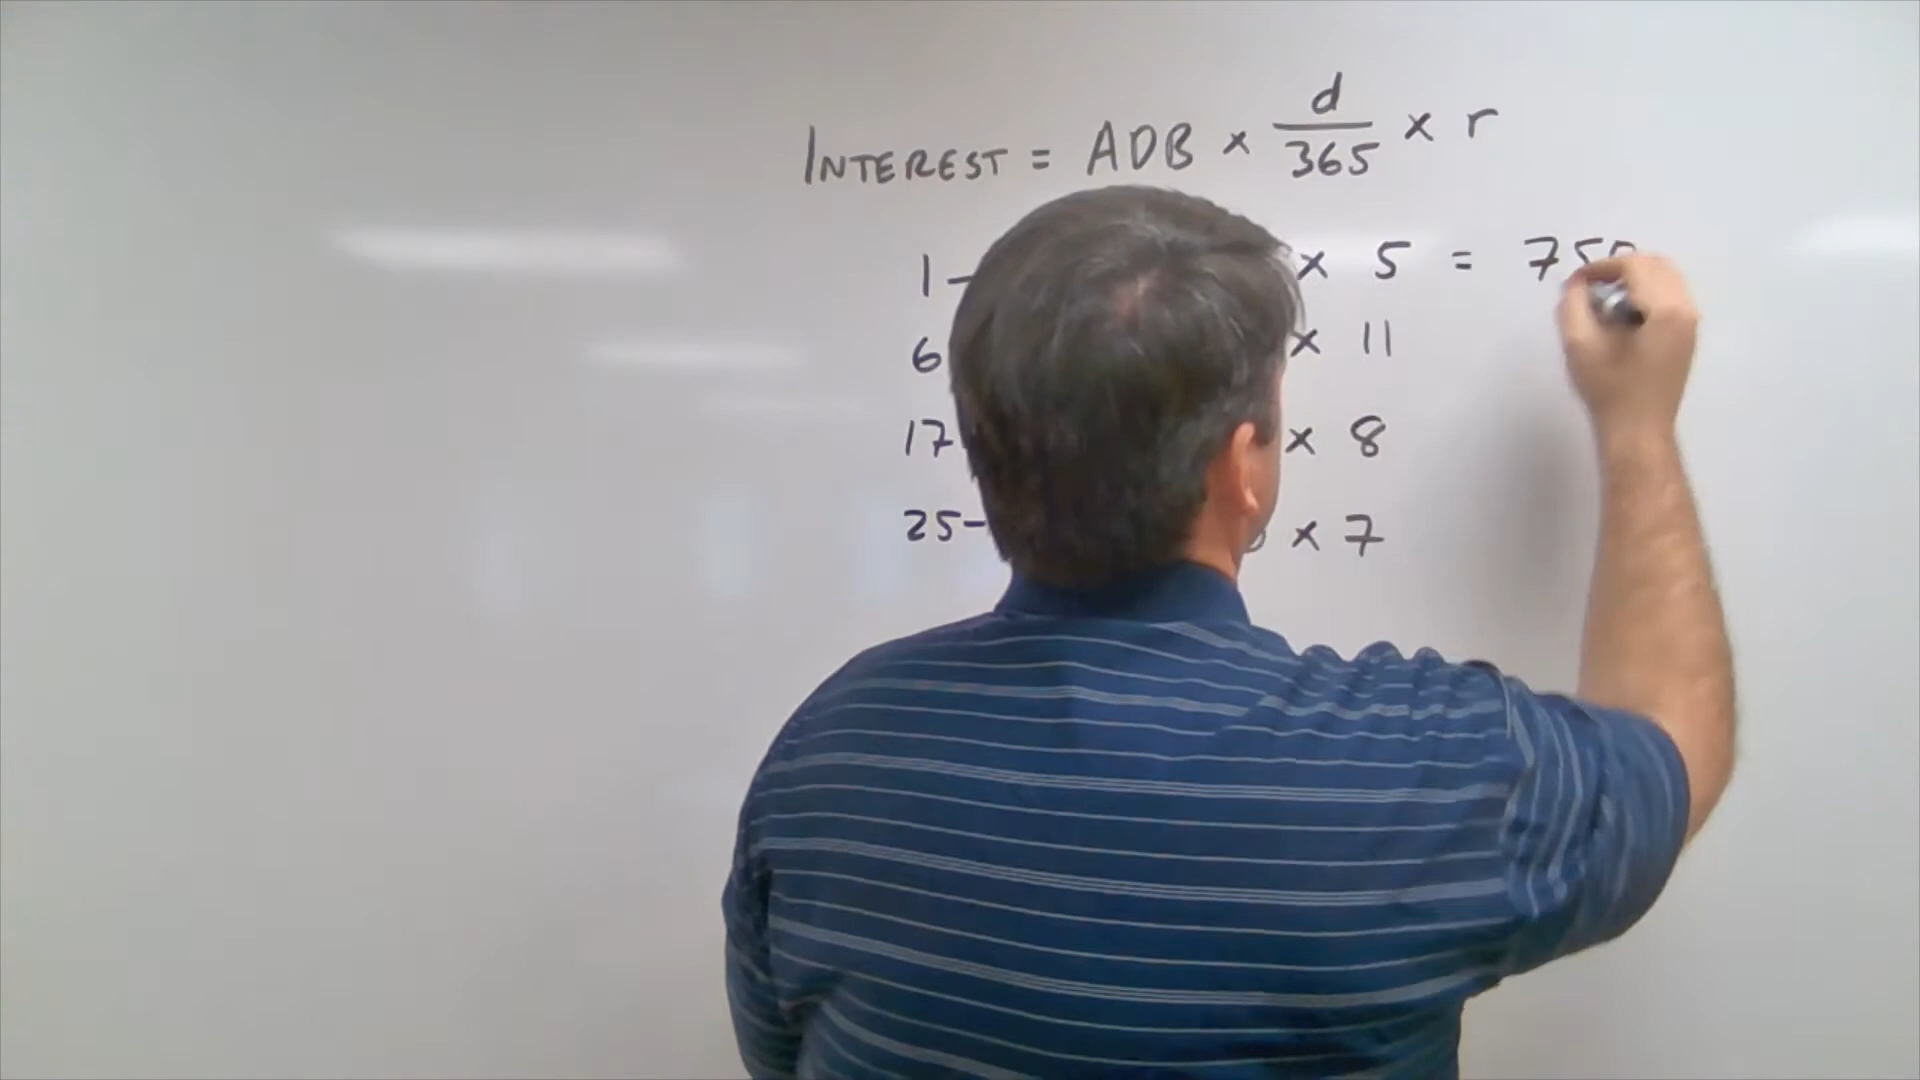 INTEREST = ADB × d/365 × r
1- × 5 = 750
6 × 11
17- × 8
25- × 7